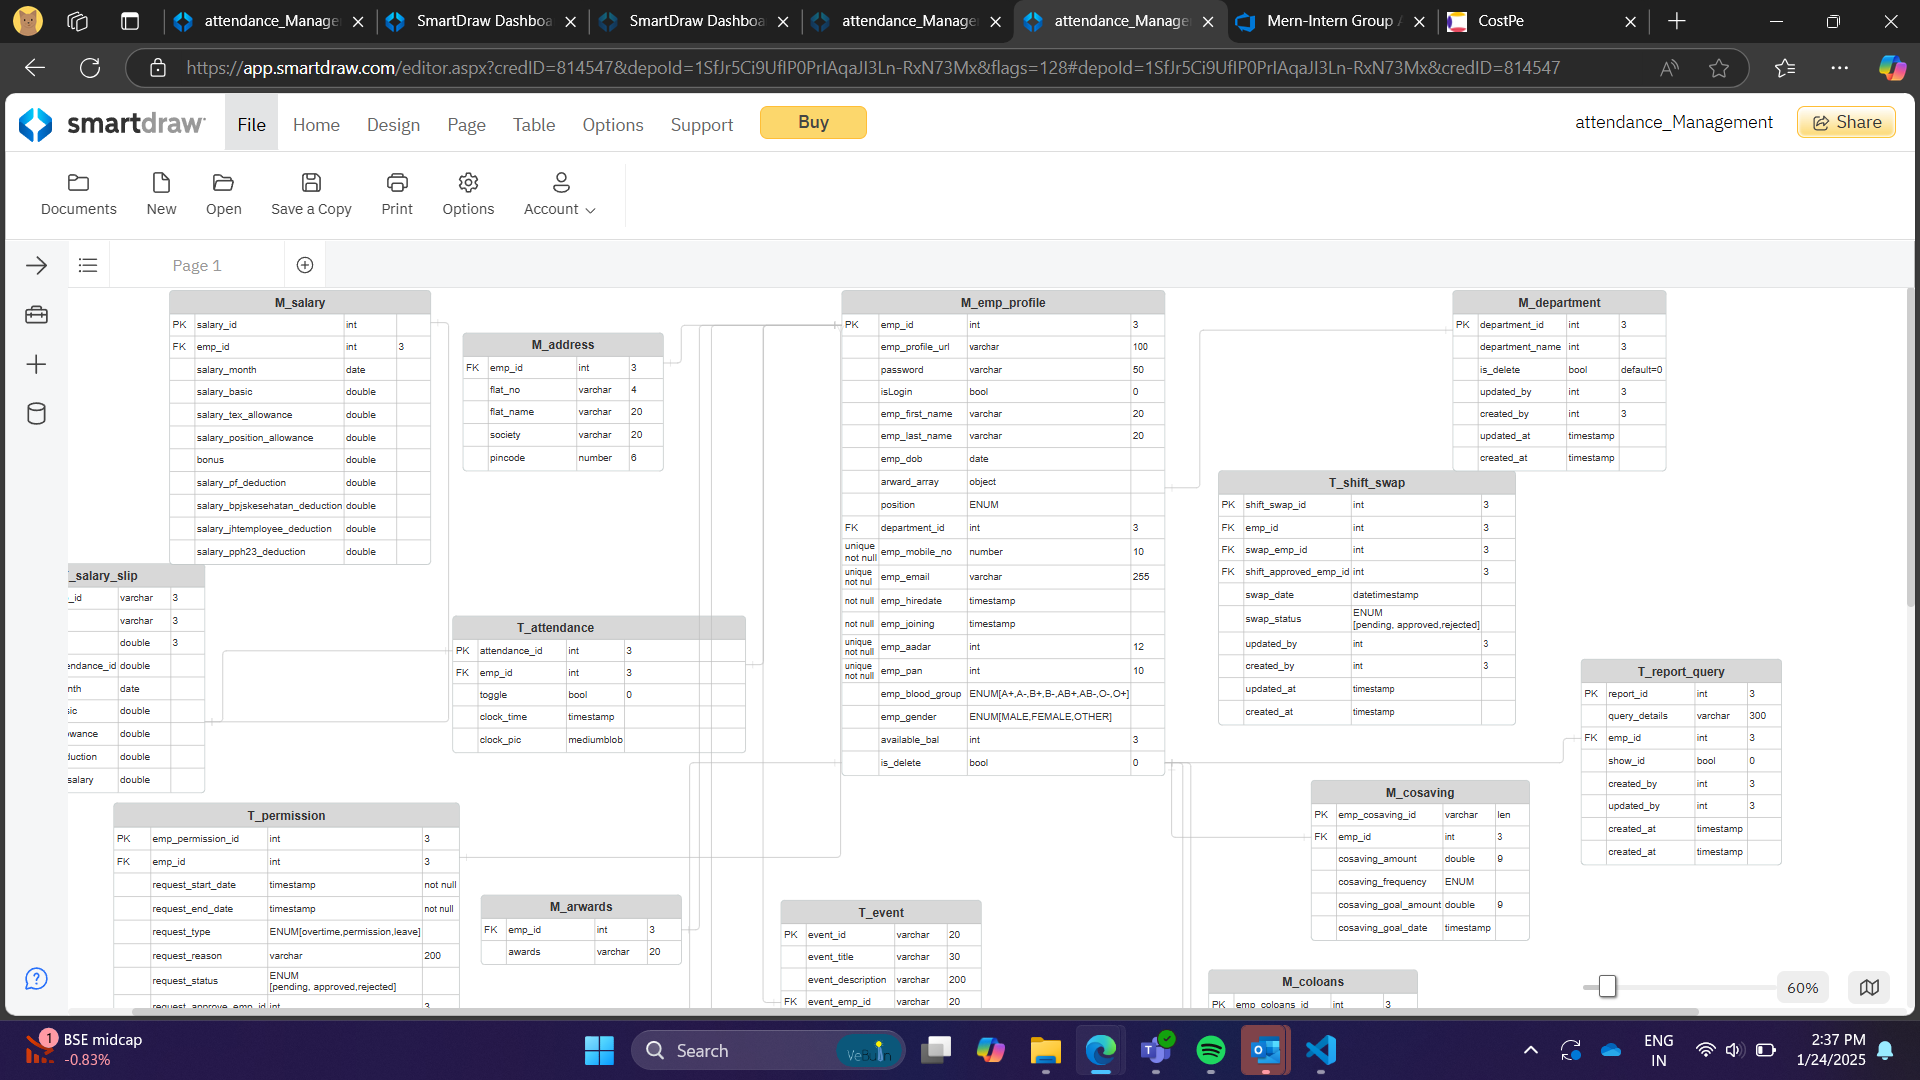 attendance_Manage
SmartDraw Dashboa
SmartDraw Dashboa
attendance_Manage
attendance_Manage
Mern-Intern Group
CostPe
https://app.smartdraw.com/editor.aspx?credID=814547&depoId=1SfJr5Ci9UfIP0PrIAqaJI3Ln-RxN73Mx&flags=128#depoId=1SfJr5Ci9UfIP0PrIAqaJI3Ln-RxN73Mx&credID=814547
smartdraw
File Home Design Page Table Options Support Buy
attendance_Management Share
Documents New Open Save a Copy Print Options Account
Page 1
M_salary
PK salary_id int
FK emp_id int 3
salary_month date
salary_basic double
salary_tex_allowance double
salary_position_allowance double
bonus double
salary_pf_deduction double
salary_bpjskesehatan_deduction double
salary_jhtemployee_deduction double
salary_pph23_deduction double
M_address
FK emp_id int 3
flat_no varchar 4
flat_name varchar 20
society varchar 20
pincode number 6
M_emp_profile
PK emp_id int 3
emp_profile_url varchar 100
password varchar 50
isLogin bool 0
emp_first_name varchar 20
emp_last_name varchar 20
emp_dob date
arward_array object
position ENUM
FK department_id int 3
unique not null emp_mobile_no number 10
unique not nul emp_email varchar 255
not null emp_hiredate timestamp
not null emp_joining timestamp
unique not null emp_aadar int 12
unique not null emp_pan int 10
emp_blood_group ENUM[A+,A-,B+,B-,AB+,AB-,O-,O+]
emp_gender ENUM[MALE,FEMALE,OTHER]
available_bal int 3
is_delete bool 0
M_department
PK department_id int 3
department_name int 3
is_delete bool default=0
updated_by int 3
created_by int 3
updated_at timestamp
created_at timestamp
T_shift_swap
PK shift_swap_id int 3
FK emp_id int 3
FK swap_emp_id int 3
FK shift_approved_emp_id int 3
swap_date datetimestamp
swap_status ENUM [pending, approved,rejected]
updated_by int 3
created_by int 3
updated_at timestamp
created_at timestamp
_salary_slip
_id varchar 3
varchar 3
double 3
endance_id double
nth date
sic double
owance double
duction double
salary double
T_attendance
PK attendance_id int 3
FK emp_id int 3
toggle bool 0
clock_time timestamp
clock_pic mediumblob
T_report_query
PK report_id int 3
query_details varchar 300
FK emp_id int 3
show_id bool 0
created_by int 3
updated_by int 3
created_at timestamp
created_at timestamp
M_cosaving
PK emp_cosaving_id varchar len
FK emp_id int 3
cosaving_amount double 9
cosaving_frequency ENUM
cosaving_goal_amount double 9
cosaving_goal_date timestamp
T_permission
PK emp_permission_id int 3
FK emp_id int 3
request_start_date timestamp not null
request_end_date timestamp not null
request_type ENUM[overtime,permission,leave]
request_reason varchar 200
request_status ENUM [pending, approved,rejected]
request_approve_emp_id int 3
M_arwards
FK emp_id int 3
awards varchar 20
T_event
PK event_id varchar 20
event_title varchar 30
event_description varchar 200
FK event_emp_id varchar 20
M_coloans
PK emp_coloans_id int 3
60%
1
BSE midcap
-0.83%
Search
ENG
IN
2:37 PM
1/24/2025